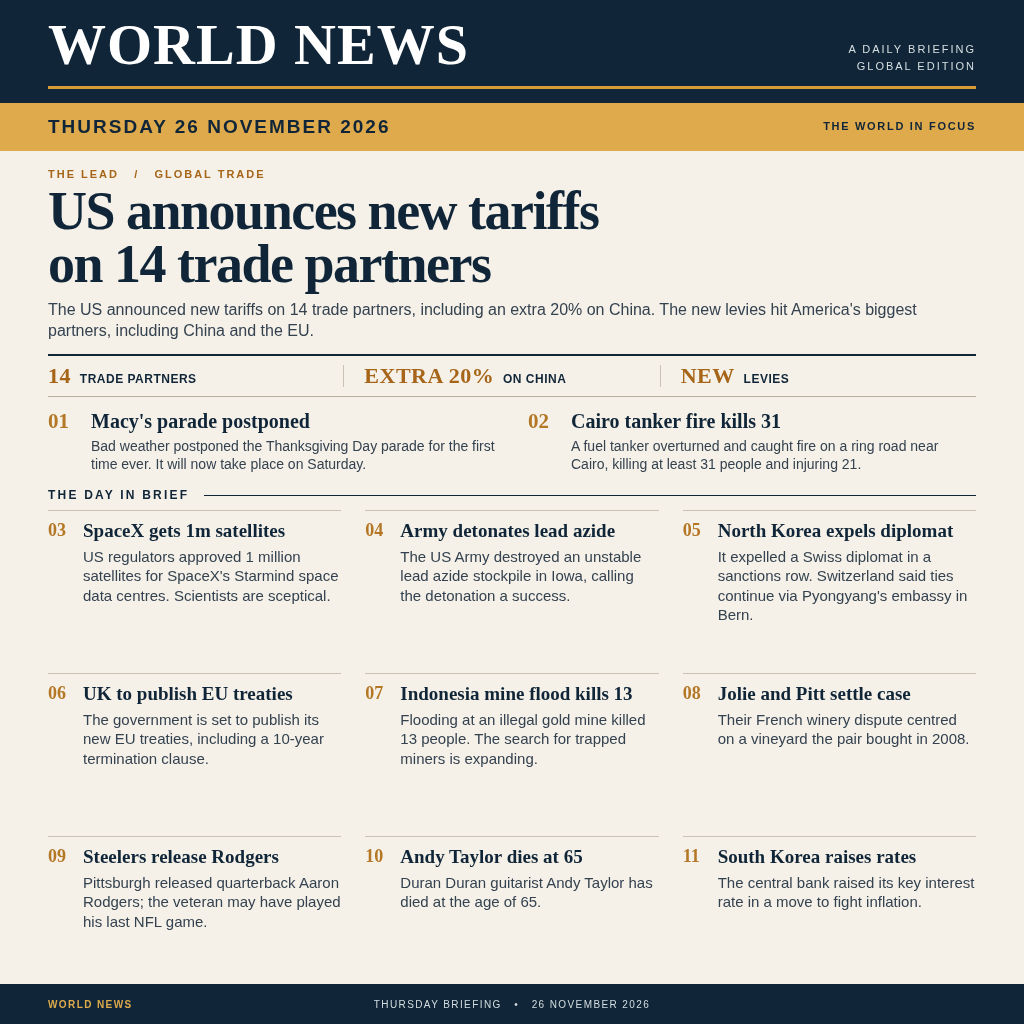 WORLD NEWS
A DAILY BRIEFING
GLOBAL EDITION
THURSDAY 26 NOVEMBER 2026
THE WORLD IN FOCUS
THE LEAD / GLOBAL TRADE
US announces new tariffs
on 14 trade partners
The US announced new tariffs on 14 trade partners, including an extra 20% on China. The new levies hit America's biggest
partners, including China and the EU.
14 TRADE PARTNERS
EXTRA 20% ON CHINA
NEW LEVIES
01 Macy's parade postponed
Bad weather postponed the Thanksgiving Day parade for the first
time ever. It will now take place on Saturday.
02 Cairo tanker fire kills 31
A fuel tanker overturned and caught fire on a ring road near
Cairo, killing at least 31 people and injuring 21.
THE DAY IN BRIEF
03 SpaceX gets 1m satellites
US regulators approved 1 million
satellites for SpaceX's Starmind space
data centres. Scientists are sceptical.
04 Army detonates lead azide
The US Army destroyed an unstable
lead azide stockpile in Iowa, calling
the detonation a success.
05 North Korea expels diplomat
It expelled a Swiss diplomat in a
sanctions row. Switzerland said ties
continue via Pyongyang's embassy in
Bern.
06 UK to publish EU treaties
The government is set to publish its
new EU treaties, including a 10-year
termination clause.
07 Indonesia mine flood kills 13
Flooding at an illegal gold mine killed
13 people. The search for trapped
miners is expanding.
08 Jolie and Pitt settle case
Their French winery dispute centred
on a vineyard the pair bought in 2008.
09 Steelers release Rodgers
Pittsburgh released quarterback Aaron
Rodgers; the veteran may have played
his last NFL game.
10 Andy Taylor dies at 65
Duran Duran guitarist Andy Taylor has
died at the age of 65.
11 South Korea raises rates
The central bank raised its key interest
rate in a move to fight inflation.
WORLD NEWS
THURSDAY BRIEFING • 26 NOVEMBER 2026